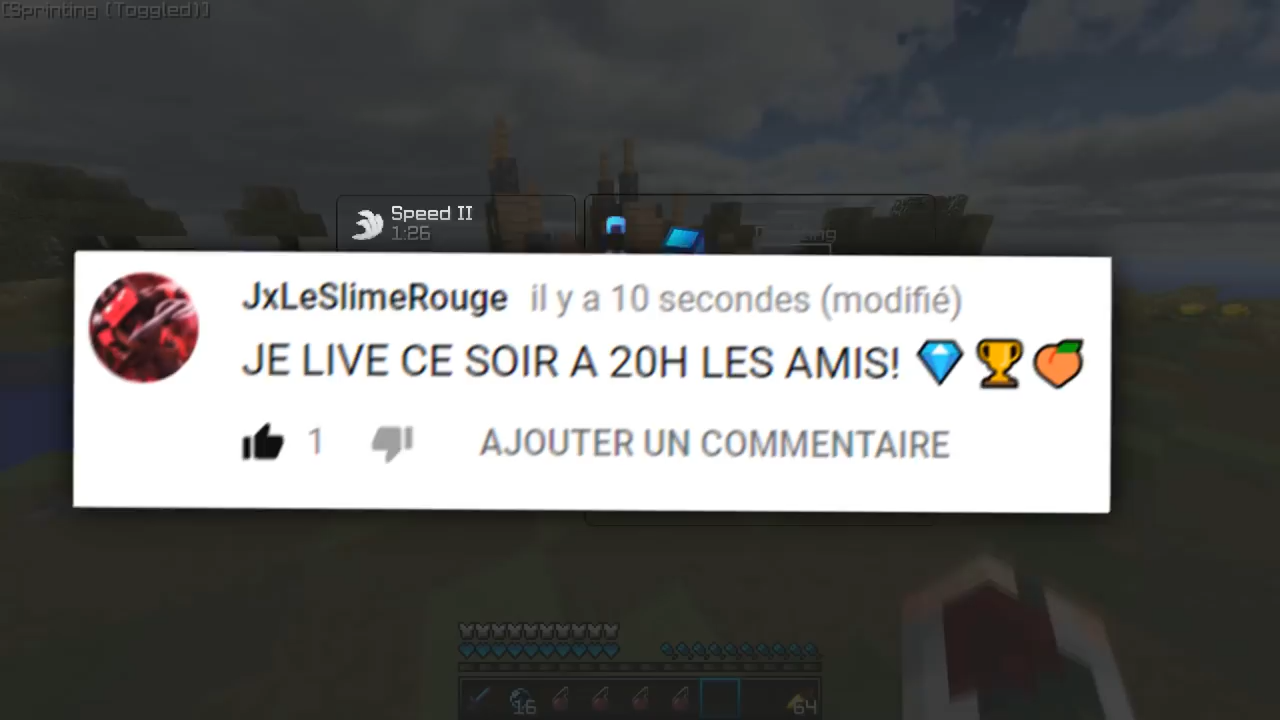 [Sprinting (Toggled)]
Speed II
1:26
JxLeSlimeRouge il y a 10 secondes (modifié)
JE LIVE CE SOIR A 20H LES AMIS! 💎🏆🍑
1 AJOUTER UN COMMENTAIRE
16 64